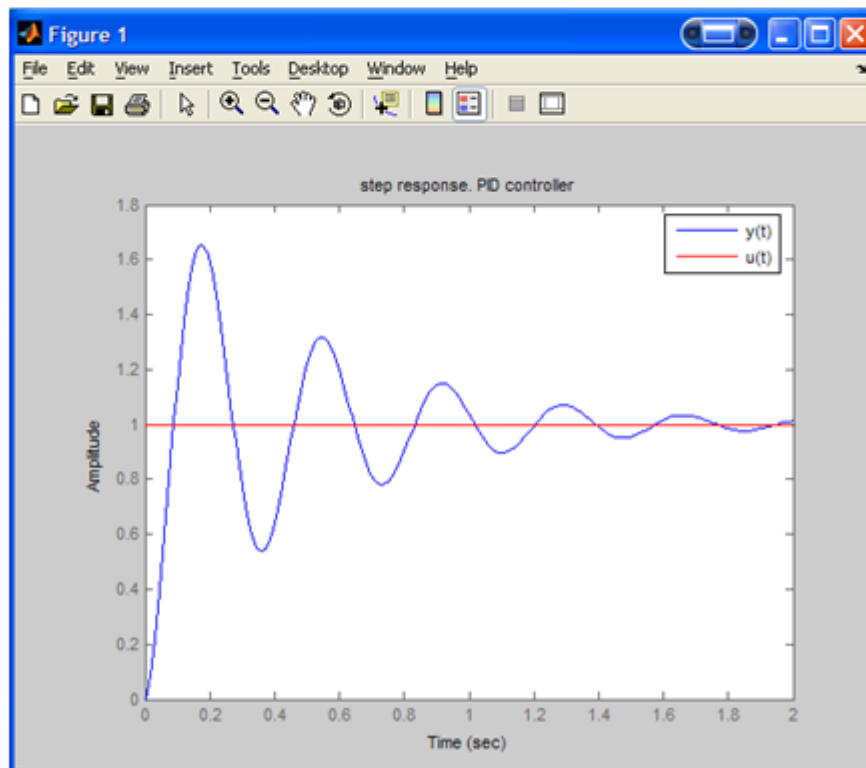 Figure 1
File Edit View Insert Tools Desktop Window Help
step response. PID controller
y(t)
u(t)
1.8
1.6
1.4
1.2
1
0.8
0.6
0.4
0.2
0
Amplitude
0 0.2 0.4 0.6 0.8 1 1.2 1.4 1.6 1.8 2
Time (sec)